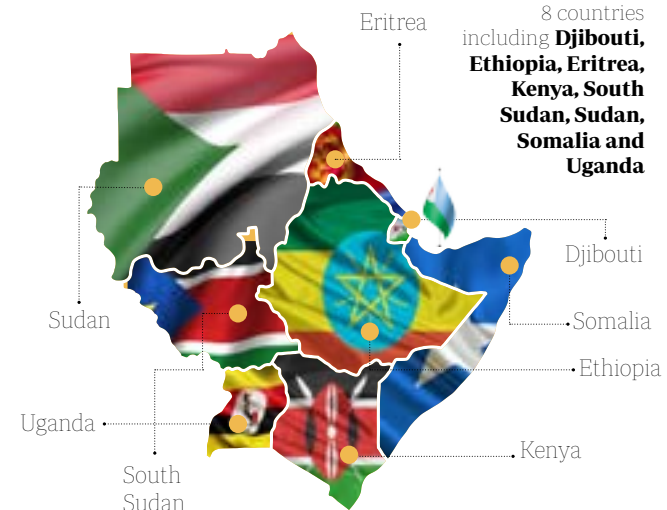 Eritrea
8 countries
including Djibouti,
Ethiopia, Eritrea,
Kenya, South
Sudan, Sudan,
Somalia and
Uganda
Djibouti
Sudan
Somalia
Ethiopia
Uganda
Kenya
South
Sudan